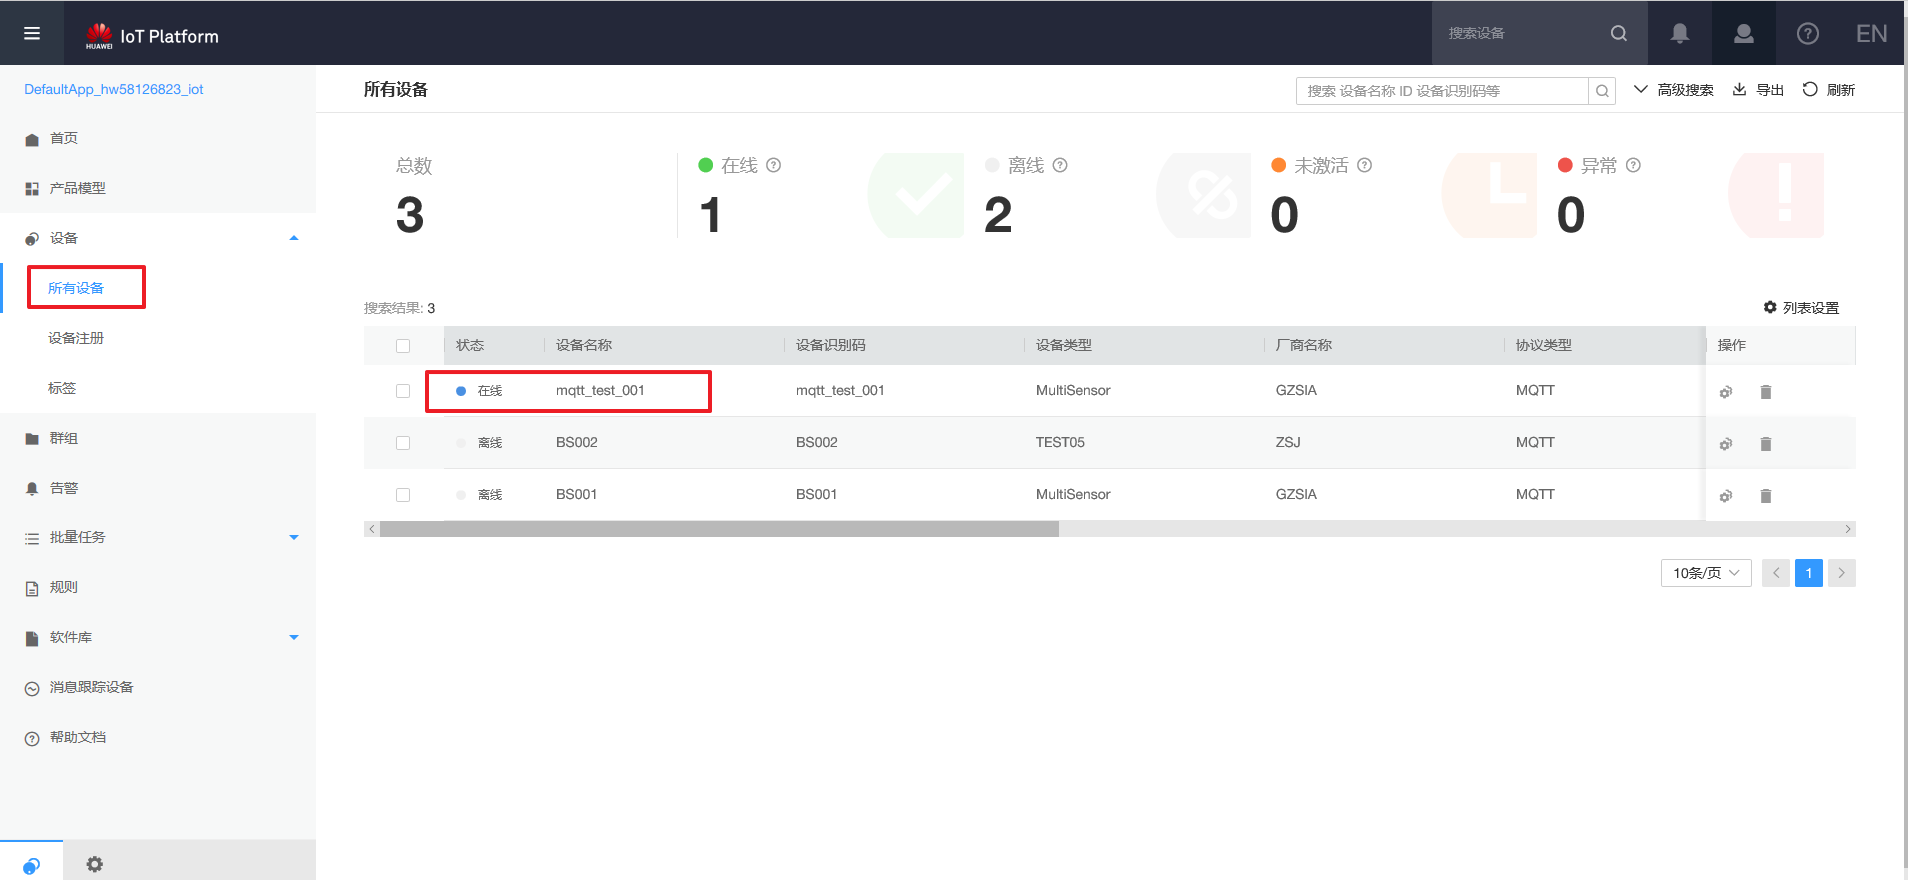 HUAWEI IoT Platform
搜索设备
EN
DefaultApp_hw58126823_iot
首页
产品模型
设备
所有设备
设备注册
标签
群组
告警
批量任务
规则
软件库
消息跟踪设备
帮助文档
所有设备
搜索 设备名称 ID 设备识别码等
高级搜索 导出 刷新
总数 在线 离线 未激活 异常
3 1 2 0 0
搜索结果: 3
列表设置
状态 设备名称 设备识别码 设备类型 厂商名称 协议类型 操作
在线 mqtt_test_001 mqtt_test_001 MultiSensor GZSIA MQTT
离线 BS002 BS002 TEST05 ZSJ MQTT
离线 BS001 BS001 MultiSensor GZSIA MQTT
10条/页 1